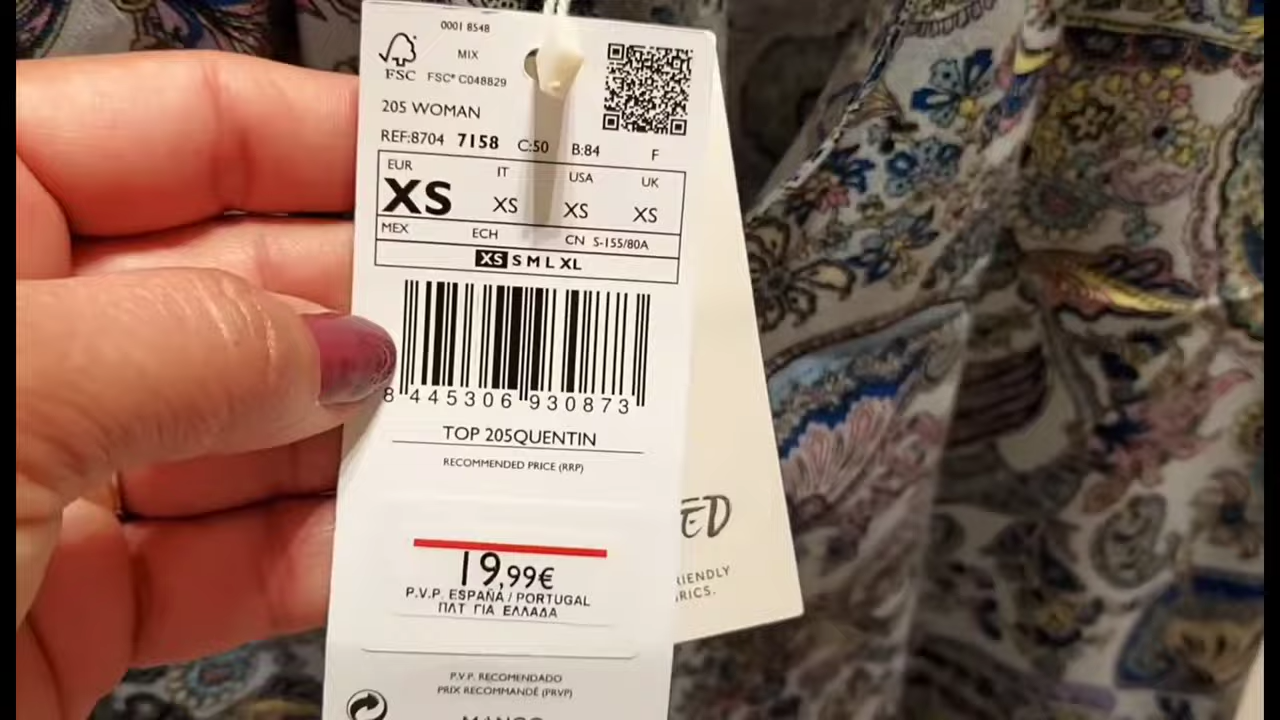 0001 8548
MIX
FSC FSC® C048829
205 WOMAN
REF:8704 7158 C:50 B:84 F
EUR IT USA UK
XS XS XS XS
MEX ECH CN S-155/80A
XS S M L XL
8 445306 930873
TOP 205QUENTIN
RECOMMENDED PRICE (RRP)
19,99€
P.V.P. ESPAÑA / PORTUGAL
ΠΛΤ ΓΙΑ ΕΛΛΑΔΑ
P.V.P. RECOMENDADO
PRIX RECOMMANDÉ (PRVP)
MANGO
ED
RIENDLY
RICS.